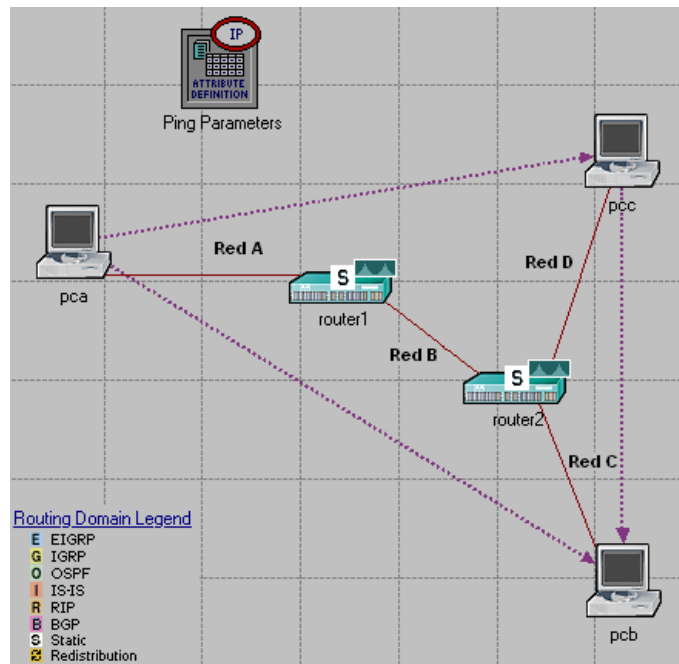 IP
ATTRIBUTE
DEFINITION
Ping Parameters
pcc
Red A
Red D
pca
S
router1
Red B
S
router2
Red C
pcb
Routing Domain Legend
E EIGRP
G IGRP
O OSPF
I IS-IS
R RIP
B BGP
S Static
Redistribution